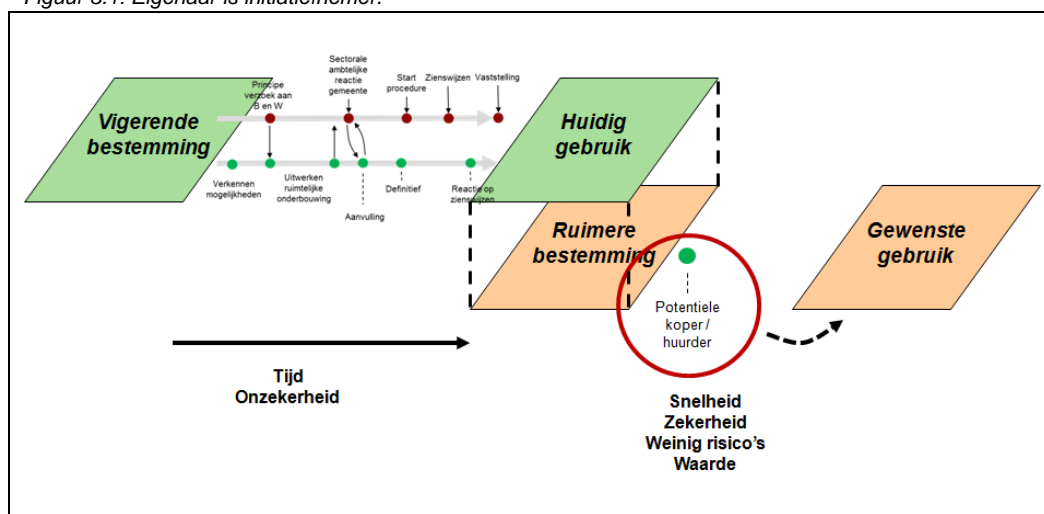 Figuur 3.1: Eigenaar is initiatiefnemer.
Vigerende
bestemming
Principe
verzoek aan
B en W
Sectorale
ambtelijke
reactie
gemeente
Start
procedure
Zienswijzen
Vaststelling
Verkennen
mogelijkheden
Uitwerken
ruimtelijke
onderbouwing
Aanvulling
Definitief
Reactie op
zienswijzen
Huidig
gebruik
Ruimere
bestemming
Gewenste
gebruik
Potentiele
koper /
huurder
Tijd
Onzekerheid
Snelheid
Zekerheid
Weinig risico's
Waarde